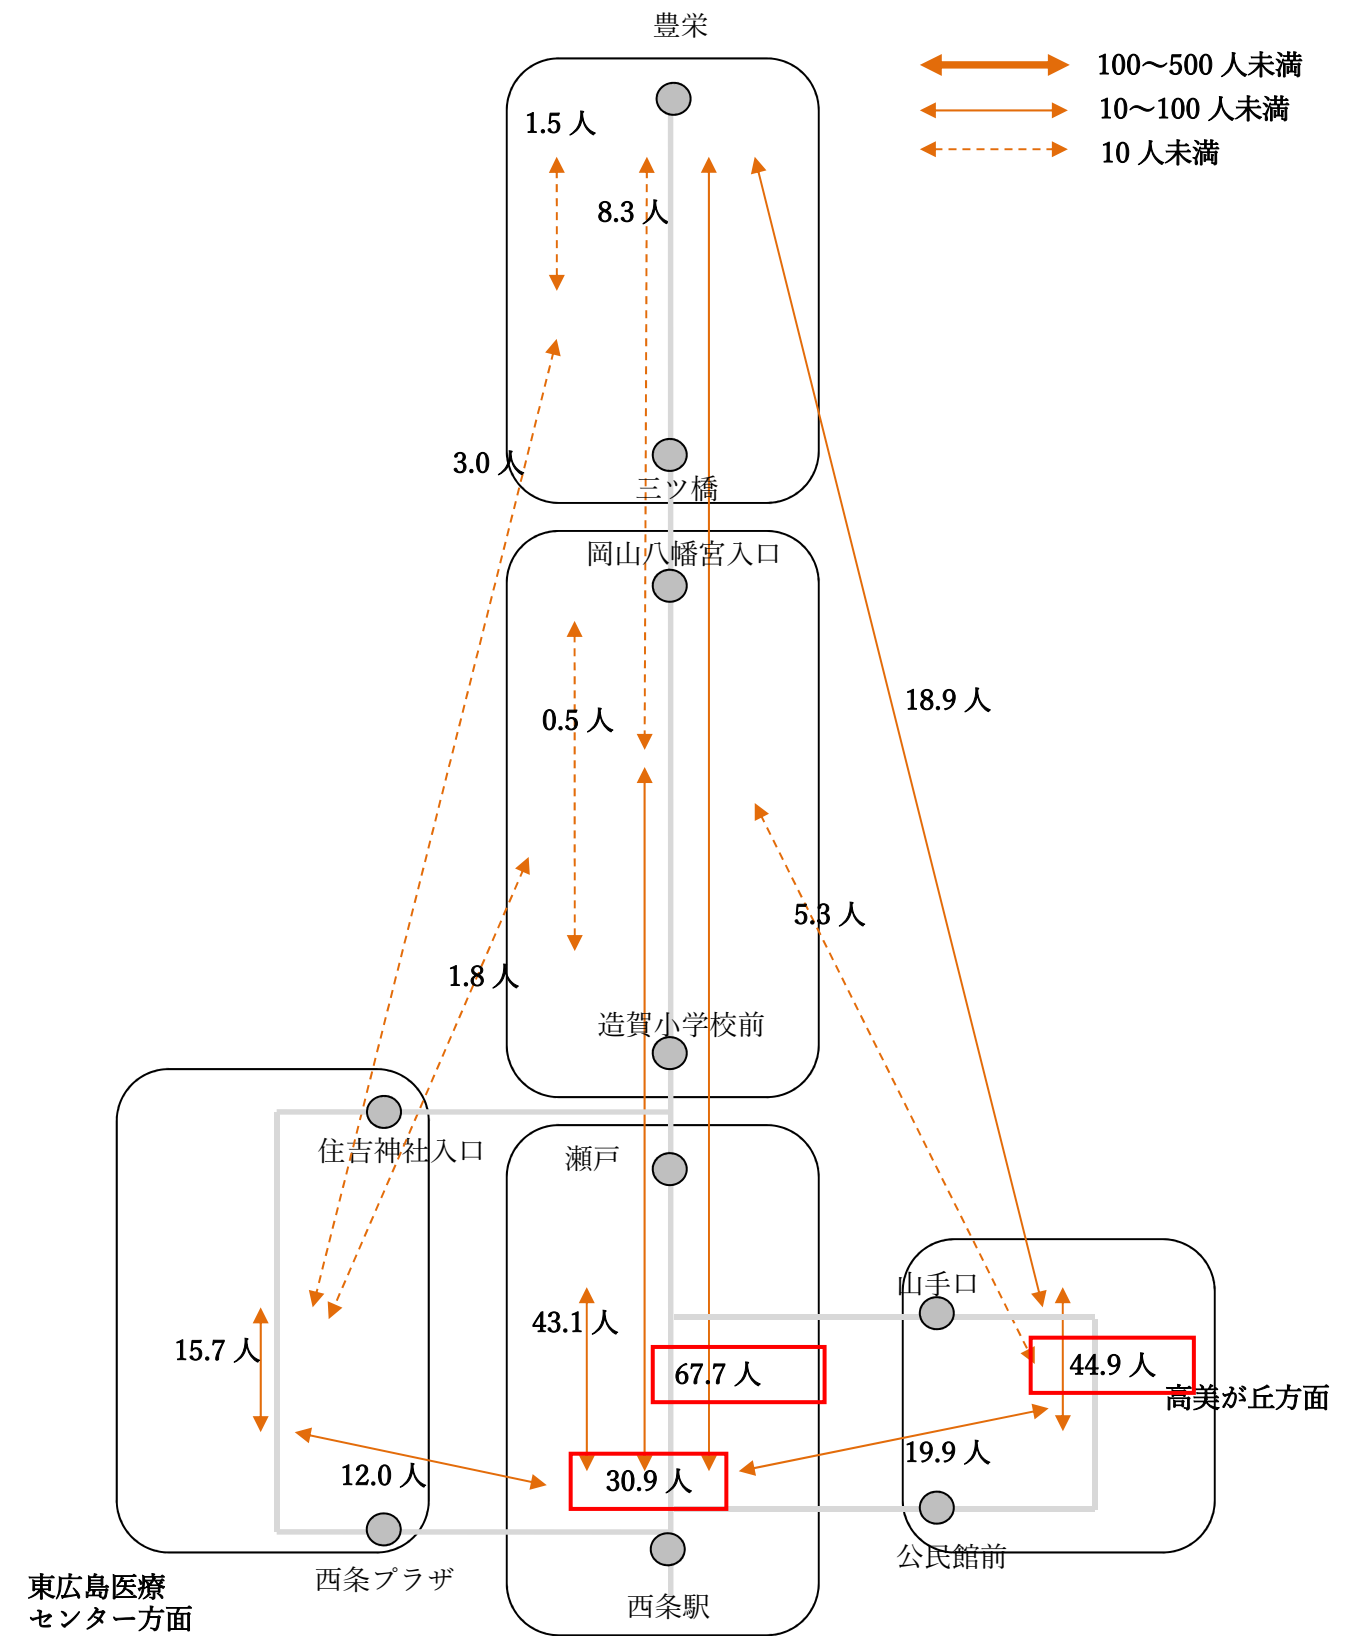 豊栄
100～500 人未満
10～100 人未満
10 人未満
1.5 人
8.3 人
3.0 人
三ツ橋
岡山八幡宮入口
18.9 人
0.5 人
5.3 人
1.8 人
造賀小学校前
住吉神社入口
瀬戸
山手口
43.1 人
15.7 人
67.7 人
44.9 人
高美が丘方面
19.9 人
12.0 人
30.9 人
公民館前
西条プラザ
東広島医療
センター方面
西条駅